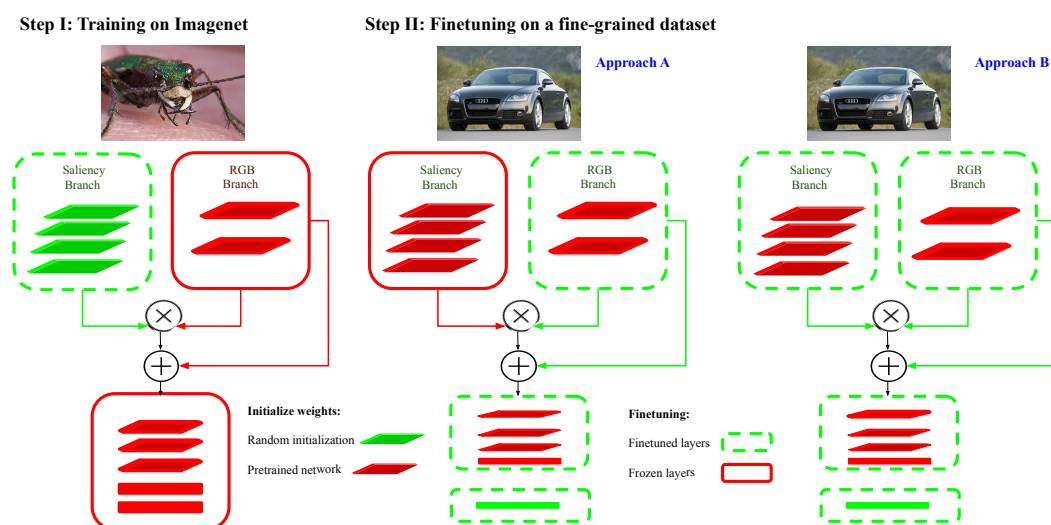 Step I: Training on Imagenet
Step II: Finetuning on a fine-grained dataset
Approach A
Approach B
Saliency
Branch
RGB
Branch
Saliency
Branch
RGB
Branch
Saliency
Branch
RGB
Branch
Initialize weights:
Random initialization
Pretrained network
Finetuning:
Finetuned layers
Frozen layers